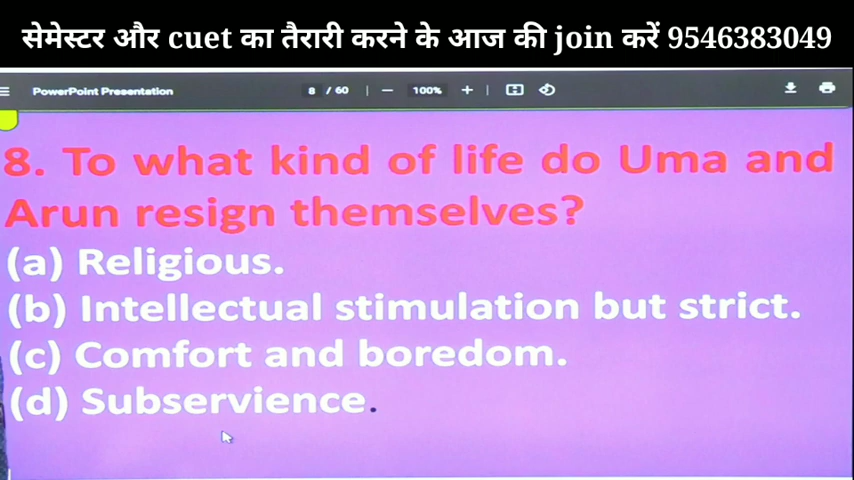 सेमेस्टर और cuet का तैरारी करने के आज की join करें 9546383049
PowerPoint Presentation 8 / 60 | — 100% + |
8. To what kind of life do Uma and
Arun resign themselves?
(a) Religious.
(b) Intellectual stimulation but strict.
(c) Comfort and boredom.
(d) Subservience.